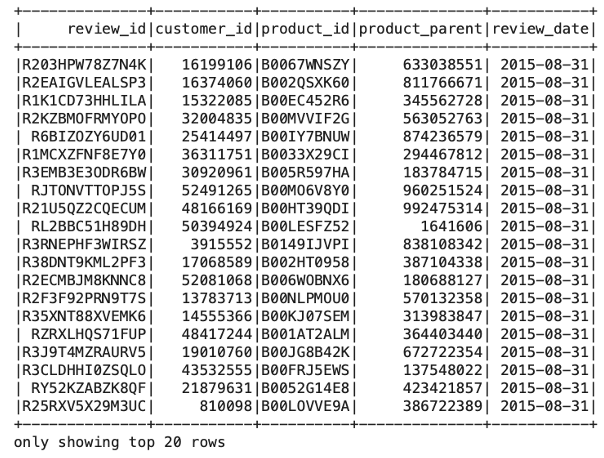 +--------------+-----------+----------+--------------+-----------+
|     review_id|customer_id|product_id|product_parent|review_date|
+--------------+-----------+----------+--------------+-----------+
|R203HPW78Z7N4K|   16199106|B0067WNSZY|     633038551| 2015-08-31|
|R2EAIGVLEALSP3|   16374060|B002QSXK60|     811766671| 2015-08-31|
|R1K1CD73HHLILA|   15322085|B00EC452R6|     345562728| 2015-08-31|
|R2KZBMOFRMYOPO|   32004835|B00MVVIF2G|     563052763| 2015-08-31|
| R6BIZOZY6UD01|   25414497|B00IY7BNUW|     874236579| 2015-08-31|
|R1MCXZFNF8E7Y0|   36311751|B0033X29CI|     294467812| 2015-08-31|
|R3EMB3E3ODR6BW|   30920961|B005R597HA|     183784715| 2015-08-31|
| RJTONVTTOPJ5S|   52491265|B00MO6V8Y0|     960251524| 2015-08-31|
|R21U5QZ2CQECUM|   48166169|B00HT39QDI|     992475314| 2015-08-31|
| RL2BBC51H89DH|   50394924|B00LESFZ52|       1641606| 2015-08-31|
|R3RNEPHF3WIRSZ|    3915552|B0149IJVPI|     838108342| 2015-08-31|
|R38DNT9KML2PF3|   17068589|B002HT0958|     387104338| 2015-08-31|
|R2ECMBJM8KNNC8|   52081068|B006WOBNX6|     180688127| 2015-08-31|
|R2F3F92PRN9T7S|   13783713|B00NLPMOU0|     570132358| 2015-08-31|
|R35XNT88XVEMK6|   14555366|B00KJ07SEM|     313983847| 2015-08-31|
| RZRXLHQS71FUP|   48417244|B001AT2ALM|     364403440| 2015-08-31|
|R3J9T4MZRAURV5|   19010760|B00JG8B42K|     672722354| 2015-08-31|
|R3CLDHHI0ZSQLO|   43532555|B00FRJ5EWS|     137548022| 2015-08-31|
| RY52KZABZK8QF|   21879631|B0052G14E8|     423421857| 2015-08-31|
|R25RXV5X29M3UC|     810098|B00LOVVE9A|     386722389| 2015-08-31|
+--------------+-----------+----------+--------------+-----------+
only showing top 20 rows